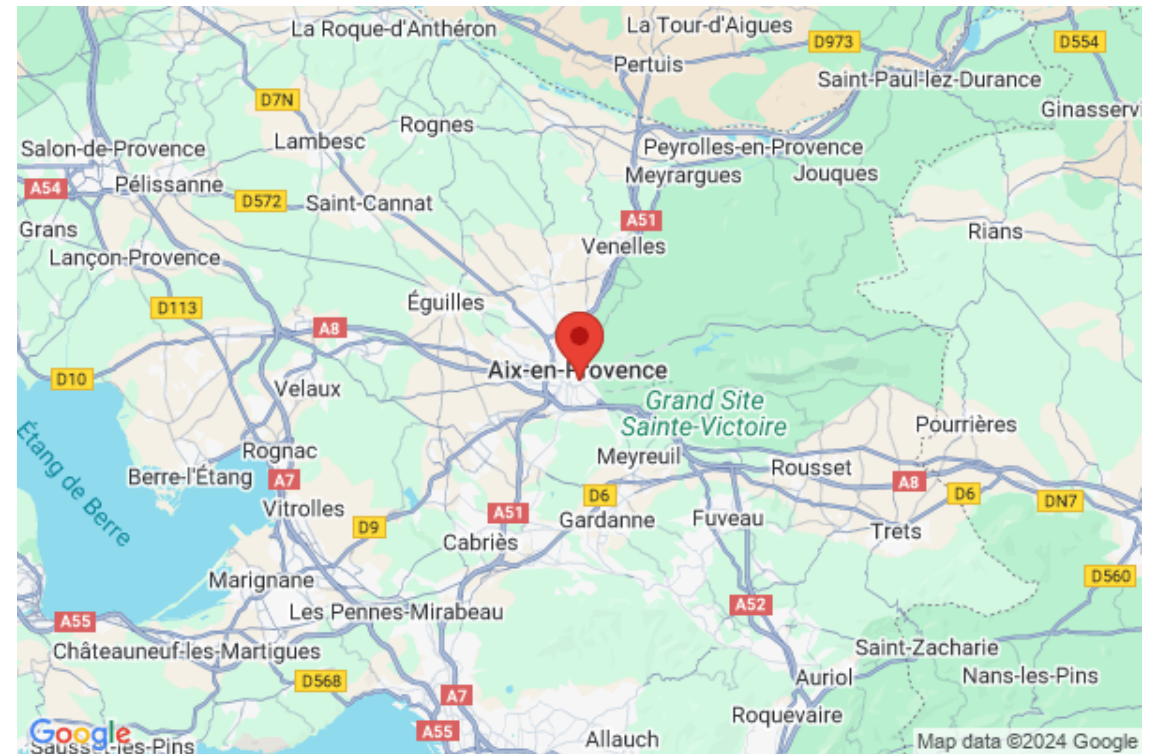 La Roque-d'Anthéron
La Tour-d'Aigues
D973
D554
Pertuis
Saint-Paul-lez-Durance
D7N
Ginasservi
Rognes
Lambesc
Salon-de-Provence
Peyrolles-en-Provence
Meyrargues
Jouques
A54
Pélissanne
D572
Saint-Cannat
A51
Grans
Rians
Venelles
Lançon-Provence
D113
Éguilles
A8
Aix-en-Provence
D10
Velaux
Grand Site
Sainte-Victoire
Pourrières
Étang de Berre
Rognac
Meyreuil
Rousset
Berre-l'Étang
A7
A8
D6
D6
DN7
Vitrolles
A51
D9
Gardanne
Fuveau
Trets
Cabriès
Marignane
D560
Les Pennes-Mirabeau
A52
A55
Châteauneuf-les-Martigues
Saint-Zacharie
D568
Auriol
Nans-les-Pins
A7
Roquevaire
A55
Allauch
Google
Sausset-les-Pins
Map data ©2024 Google